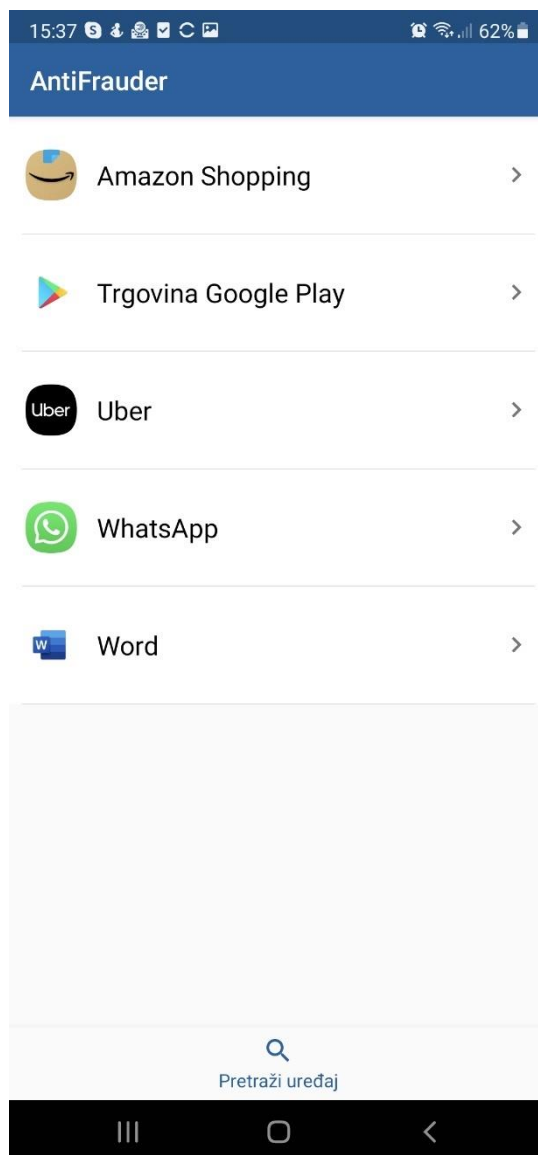 15:37 62%
AntiFrauder
Amazon Shopping
Trgovina Google Play
Uber Uber
WhatsApp
W Word
Pretraži uređaj